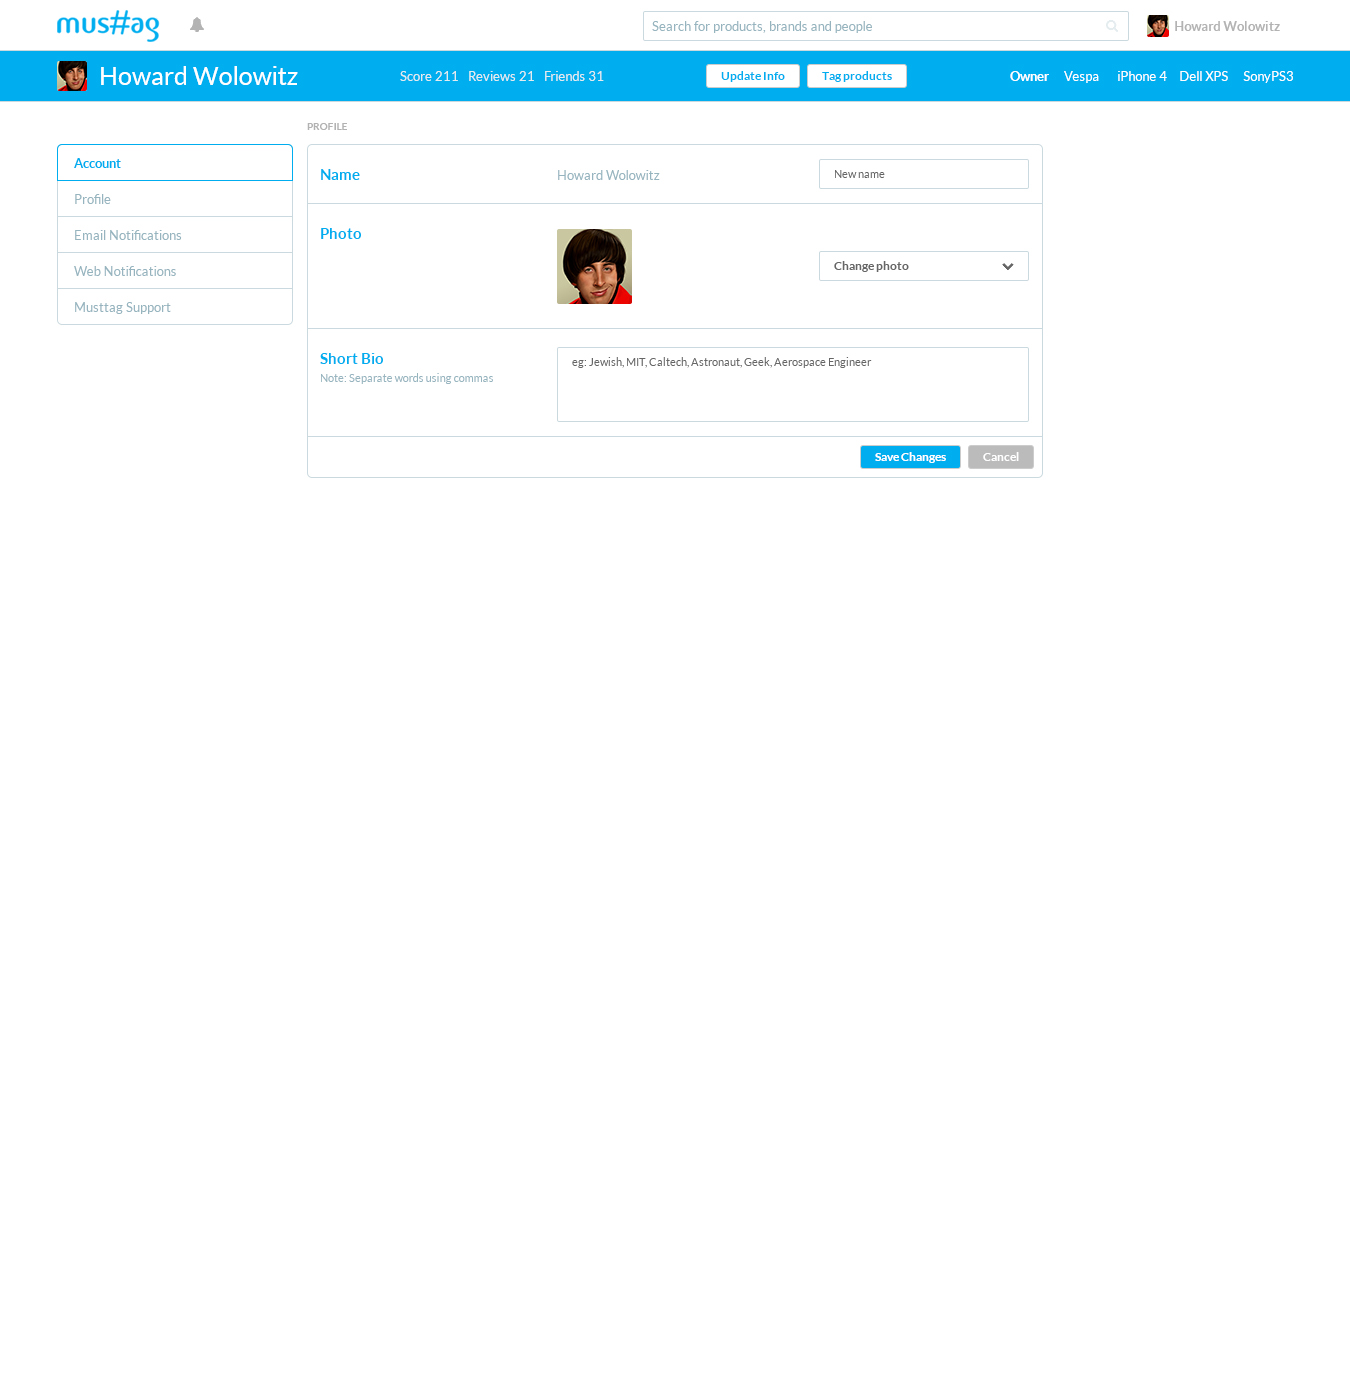 mus#ag
Search for products, brands and people
Howard Wolowitz
Howard Wolowitz
Score 211 Reviews 21 Friends 31
Update Info
Tag products
Owner Vespa iPhone 4 Dell XPS SonyPS3
PROFILE
Account
Profile
Email Notifications
Web Notifications
Musttag Support
Name
Howard Wolowitz
New name
Photo
Change photo
Short Bio
Note: Separate words using commas
eg: Jewish, MIT, Caltech, Astronaut, Geek, Aerospace Engineer
Save Changes
Cancel